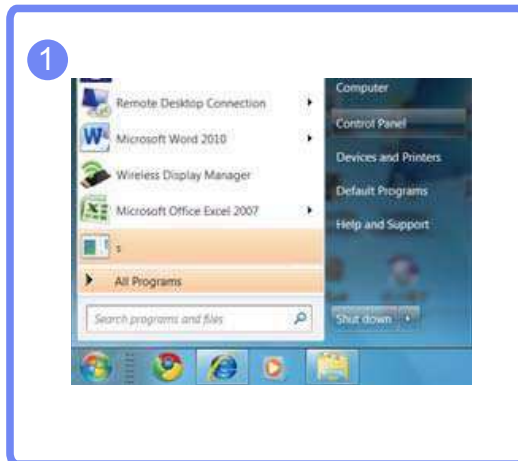 1
Remote Desktop Connection
Microsoft Word 2010
Wireless Display Manager
Microsoft Office Excel 2007
s
All Programs
Search programs and files
Computer
Control Panel
Devices and Printers
Default Programs
Help and Support
Shut down